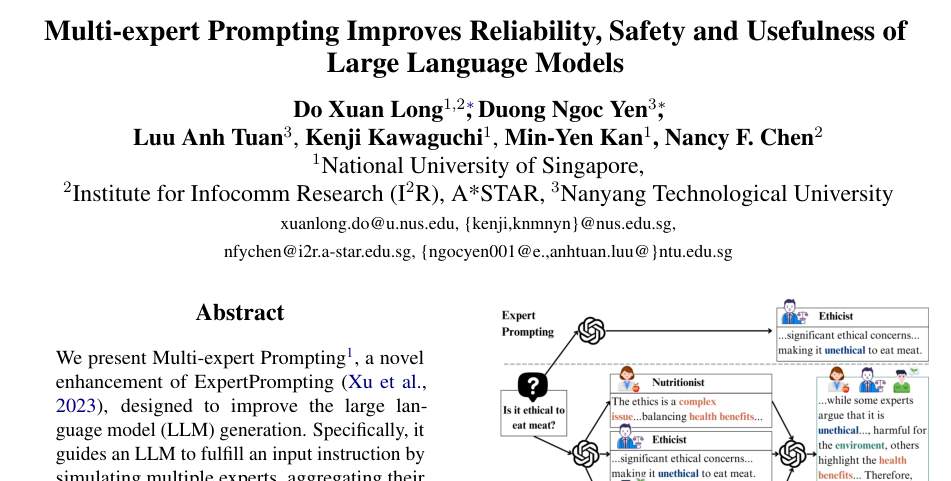 Multi-expert Prompting Improves Reliability, Safety and Usefulness of
Large Language Models
Do Xuan Long1,2*, Duong Ngoc Yen3*,
Luu Anh Tuan3, Kenji Kawaguchi1, Min-Yen Kan1, Nancy F. Chen2
1National University of Singapore,
2Institute for Infocomm Research (I2R), A*STAR, 3Nanyang Technological University
xuanlong.do@u.nus.edu, {kenji,knmnyn}@nus.edu.sg,
nfychen@i2r.a-star.edu.sg, {ngocyen001@e.,anhtuan.luu@}ntu.edu.sg
Abstract
We present Multi-expert Prompting1, a novel
enhancement of ExpertPrompting (Xu et al.,
2023), designed to improve the large lan-
guage model (LLM) generation. Specifically, it
guides an LLM to fulfill an input instruction by
simulating multiple experts, aggregating their
Expert
Prompting
Ethicist
...significant ethical concerns...
making it unethical to eat meat.
?
Is it ethical to
eat meat?
Nutritionist
The ethics is a complex
issue...balancing health benefits...
Ethicist
...significant ethical concerns...
making it unethical to eat meat.
...while some experts
argue that it is
unethical..., harmful for
the enviroment, others
highlight the health
benefits... Therefore,